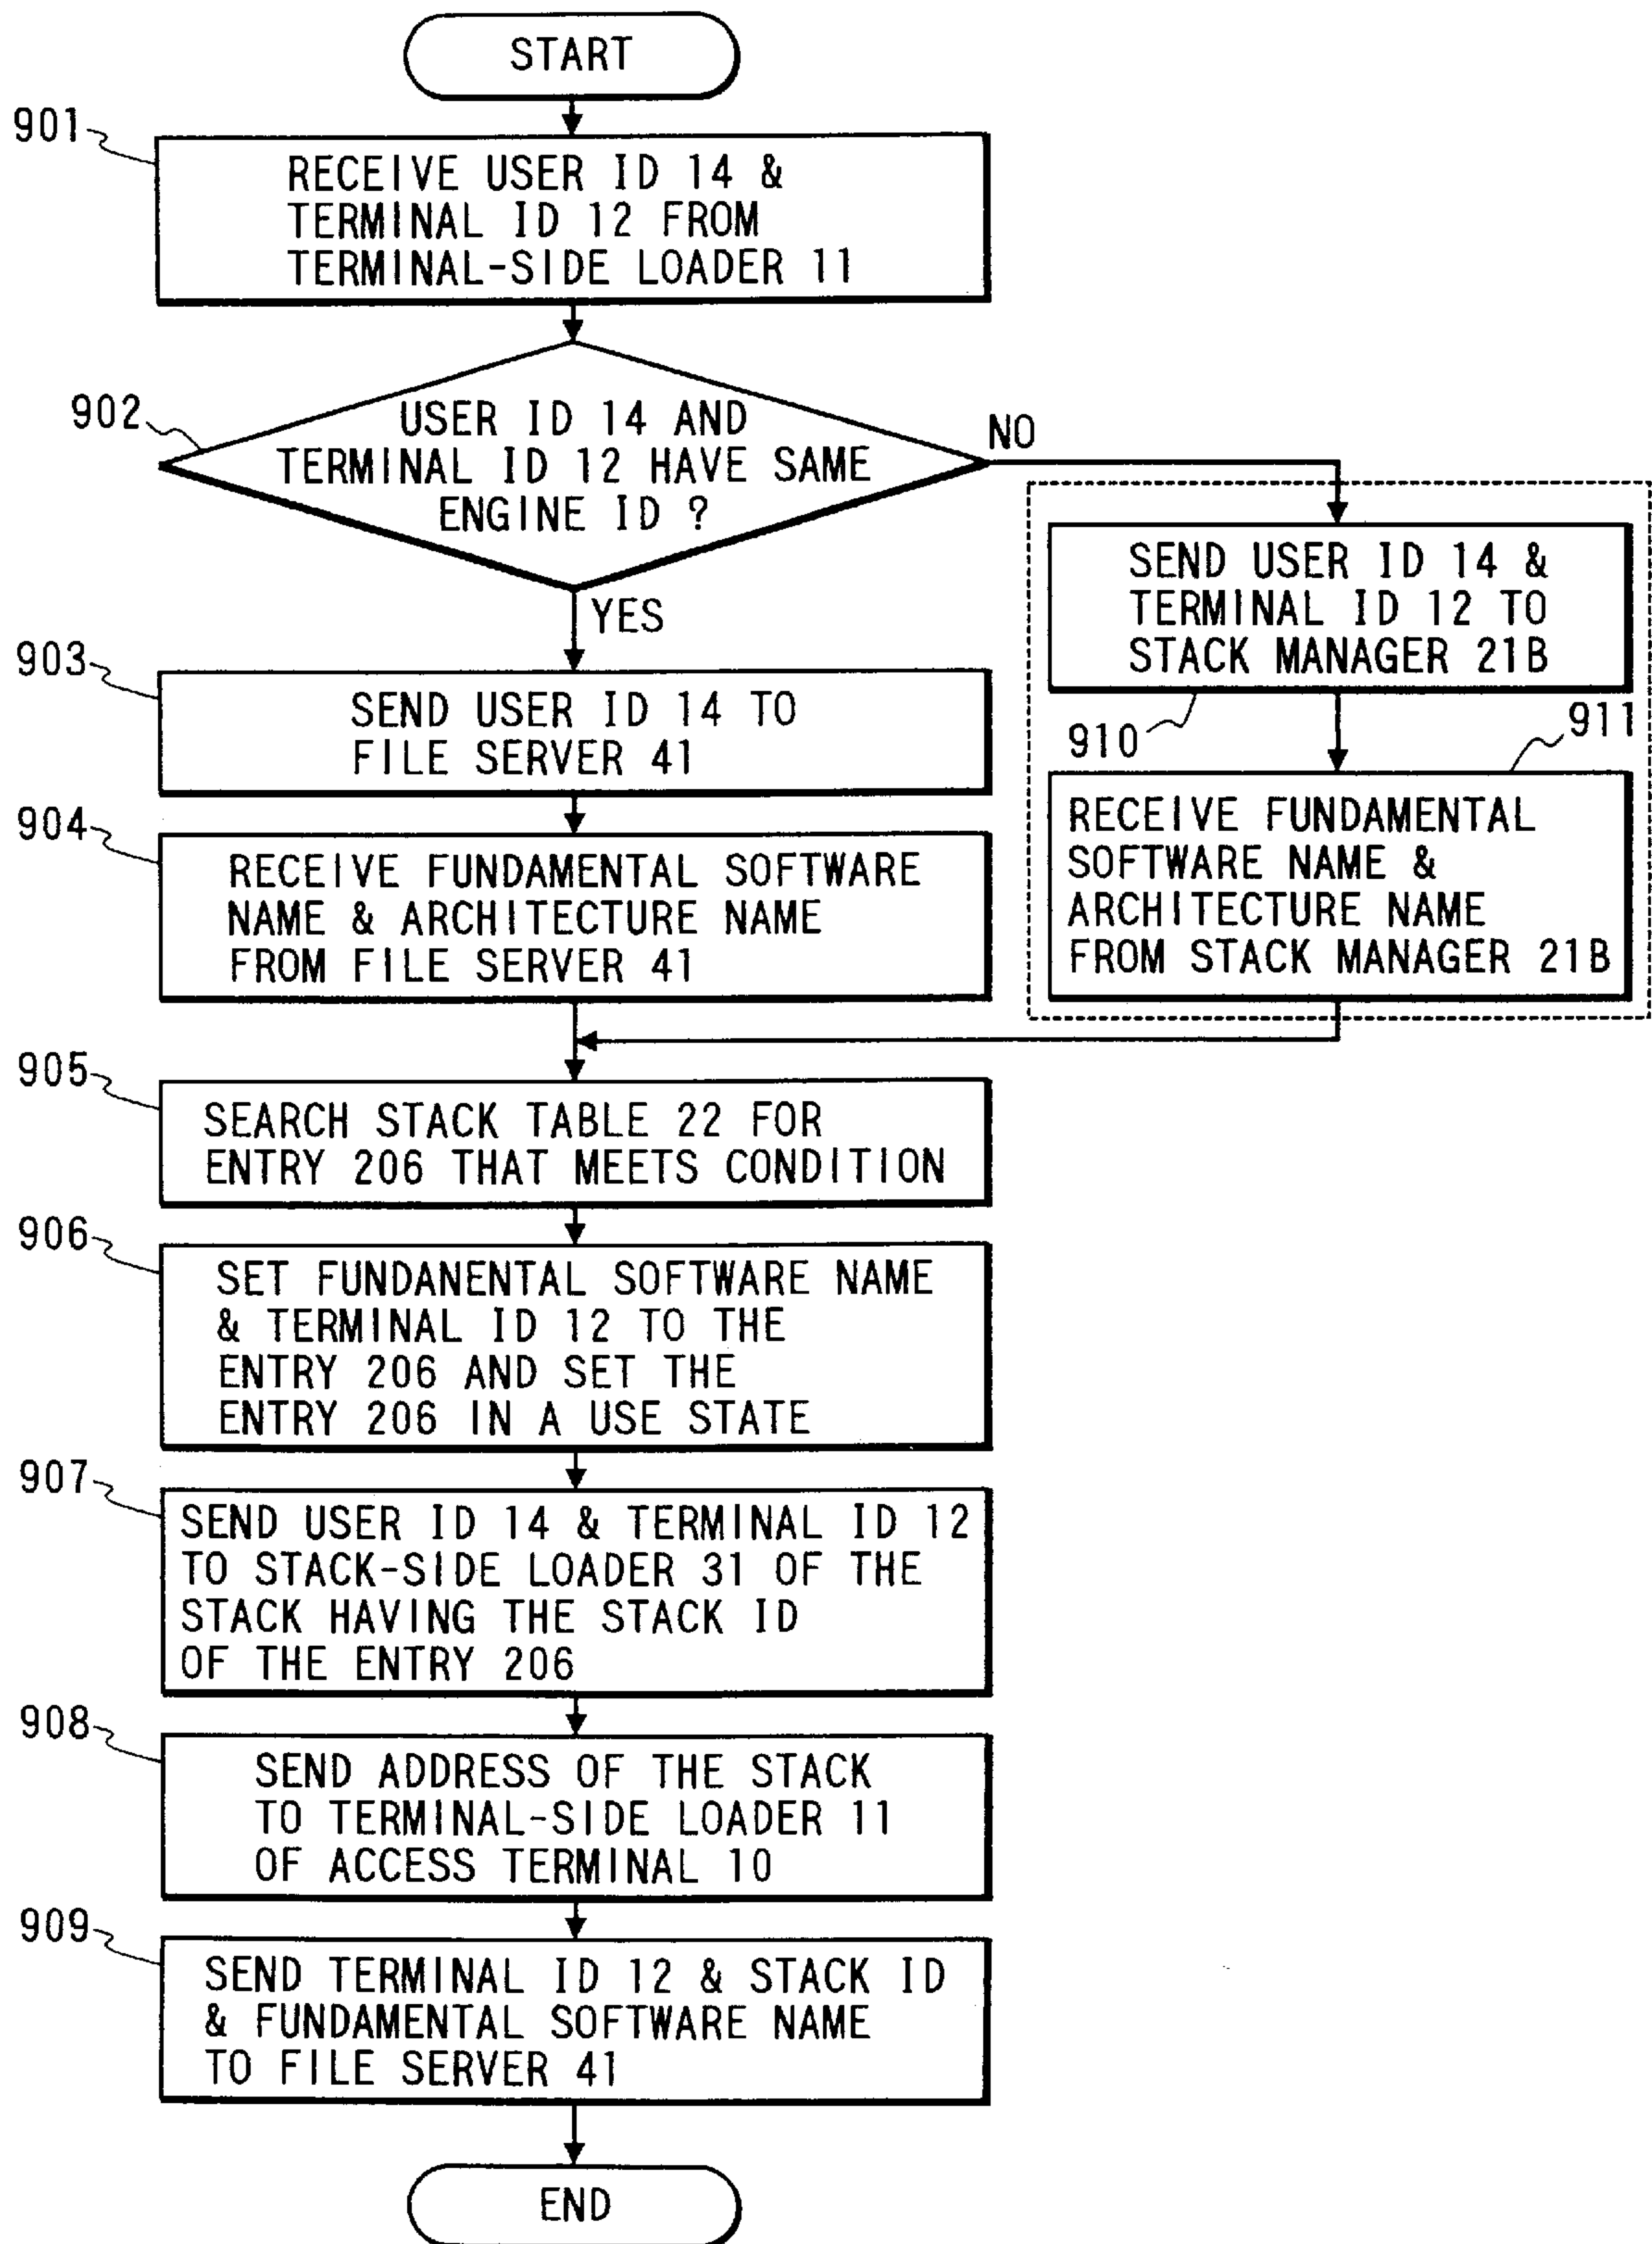 START
901
RECEIVE USER ID 14 &
TERMINAL ID 12 FROM
TERMINAL-SIDE LOADER 11
902
USER ID 14 AND
TERMINAL ID 12 HAVE SAME
ENGINE ID ?
NO
YES
903
SEND USER ID 14 TO
FILE SERVER 41
904
RECEIVE FUNDAMENTAL SOFTWARE
NAME & ARCHITECTURE NAME
FROM FILE SERVER 41
SEND USER ID 14 &
TERMINAL ID 12 TO
STACK MANAGER 21B
910
911
RECEIVE FUNDAMENTAL
SOFTWARE NAME &
ARCHITECTURE NAME
FROM STACK MANAGER 21B
905
SEARCH STACK TABLE 22 FOR
ENTRY 206 THAT MEETS CONDITION
906
SET FUNDANENTAL SOFTWARE NAME
& TERMINAL ID 12 TO THE
ENTRY 206 AND SET THE
ENTRY 206 IN A USE STATE
907
SEND USER ID 14 & TERMINAL ID 12
TO STACK-SIDE LOADER 31 OF THE
STACK HAVING THE STACK ID
OF THE ENTRY 206
908
SEND ADDRESS OF THE STACK
TO TERMINAL-SIDE LOADER 11
OF ACCESS TERMINAL 10
909
SEND TERMINAL ID 12 & STACK ID
& FUNDAMENTAL SOFTWARE NAME
TO FILE SERVER 41
END